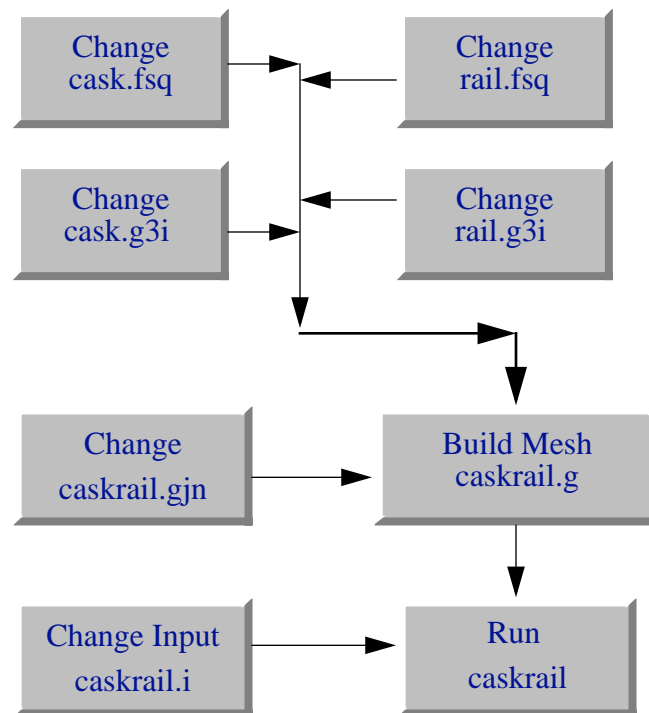 Change
cask.fsq
Change
rail.fsq
Change
cask.g3i
Change
rail.g3i
Change
caskrail.gjn
Build Mesh
caskrail.g
Change Input
caskrail.i
Run
caskrail